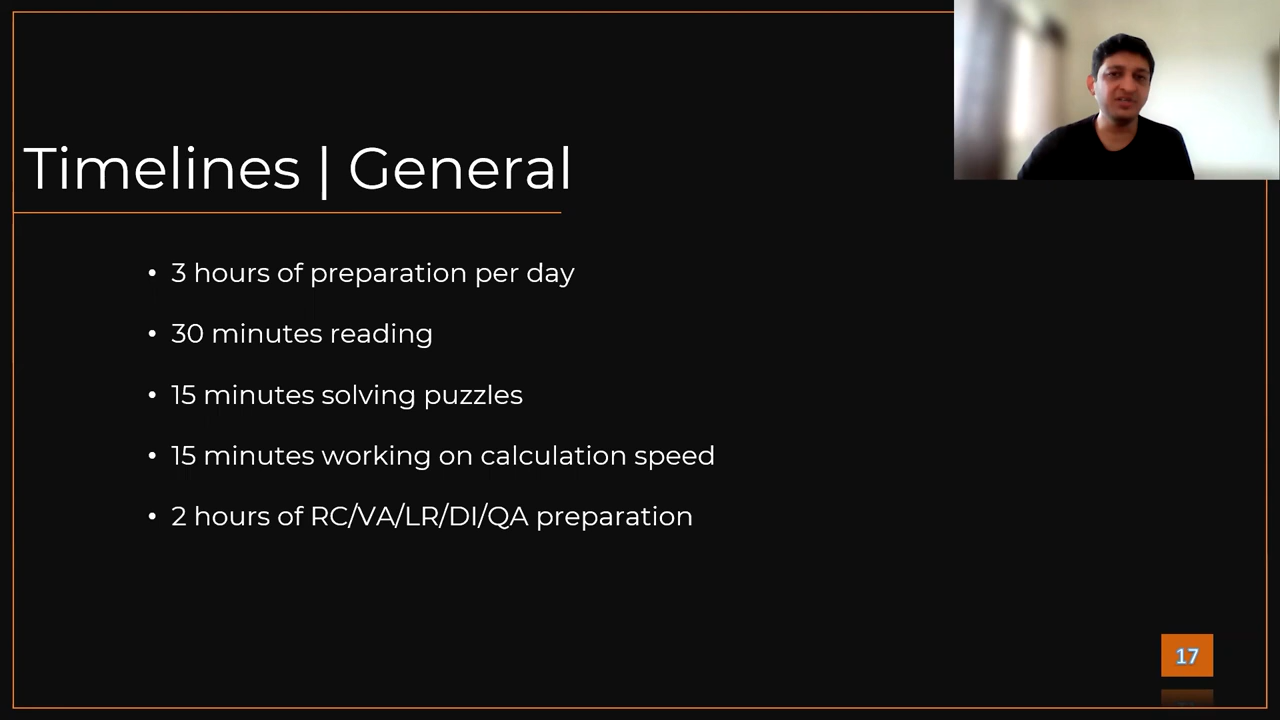 Timelines | General
• 3 hours of preparation per day
• 30 minutes reading
• 15 minutes solving puzzles
• 15 minutes working on calculation speed
• 2 hours of RC/VA/LR/DI/QA preparation
17